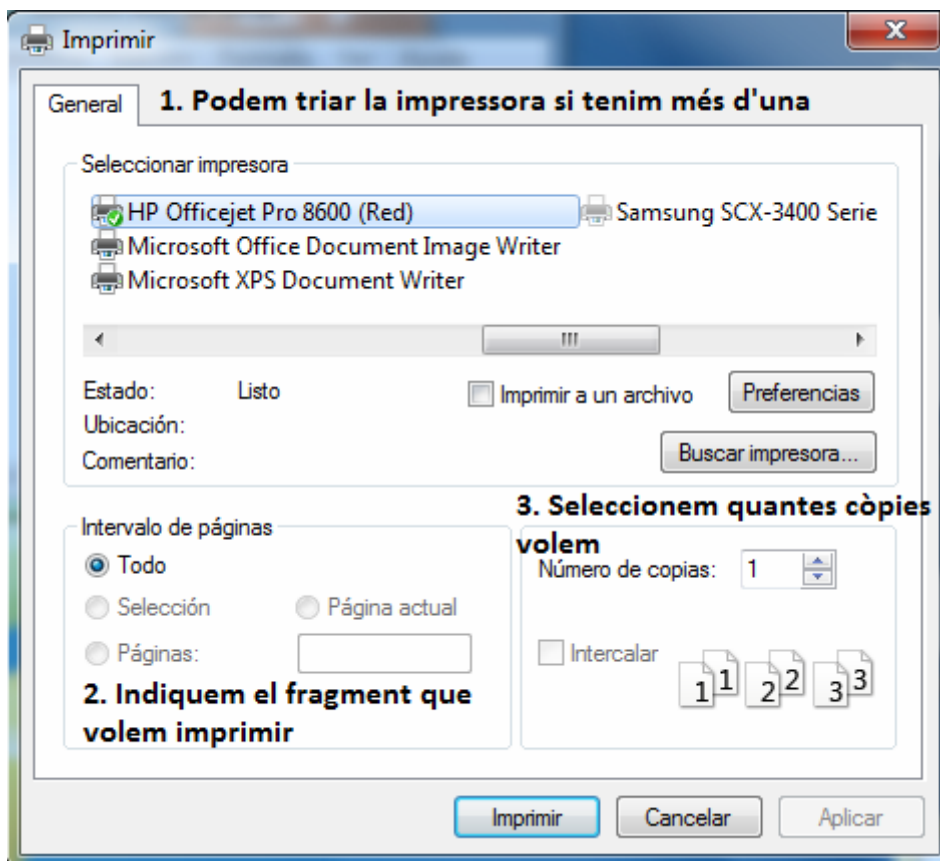 Imprimir
General
1. Podem triar la impressora si tenim més d'una
Seleccionar impresora
HP Officejet Pro 8600 (Red)
Samsung SCX-3400 Serie
Microsoft Office Document Image Writer
Microsoft XPS Document Writer
Estado: Listo
Imprimir a un archivo
Preferencias
Ubicación:
Comentario:
Buscar impresora...
Intervalo de páginas
Todo
Selección
Página actual
Páginas:
2. Indiquem el fragment que
volem imprimir
3. Seleccionem quantes còpies
volem
Número de copias: 1
Intercalar
1 1 2 2 3 3
Imprimir
Cancelar
Aplicar